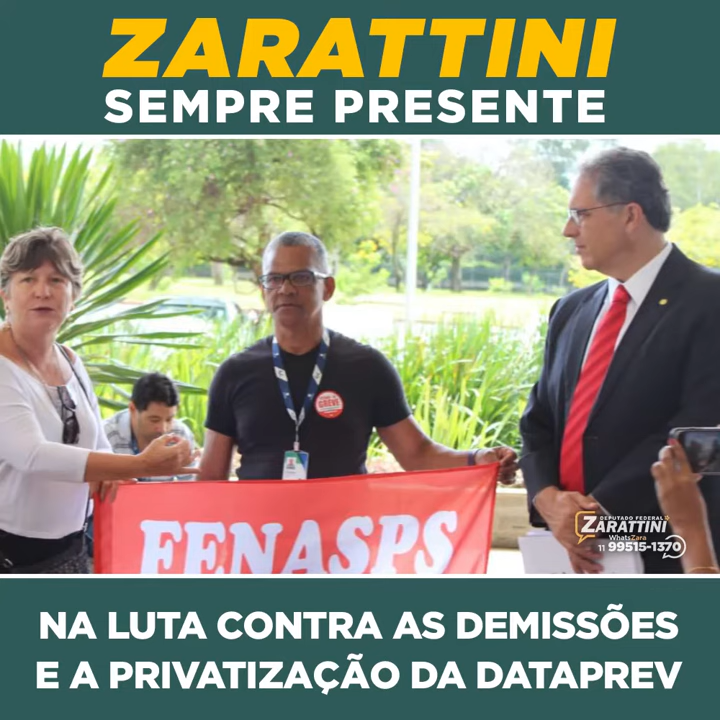 ZARATTINI
SEMPRE PRESENTE
GREVE
FENASPS
DEPUTADO FEDERAL
ZARATTINI
WhatsZara
11 99515-1370
NA LUTA CONTRA AS DEMISSÕES
E A PRIVATIZAÇÃO DA DATAPREV